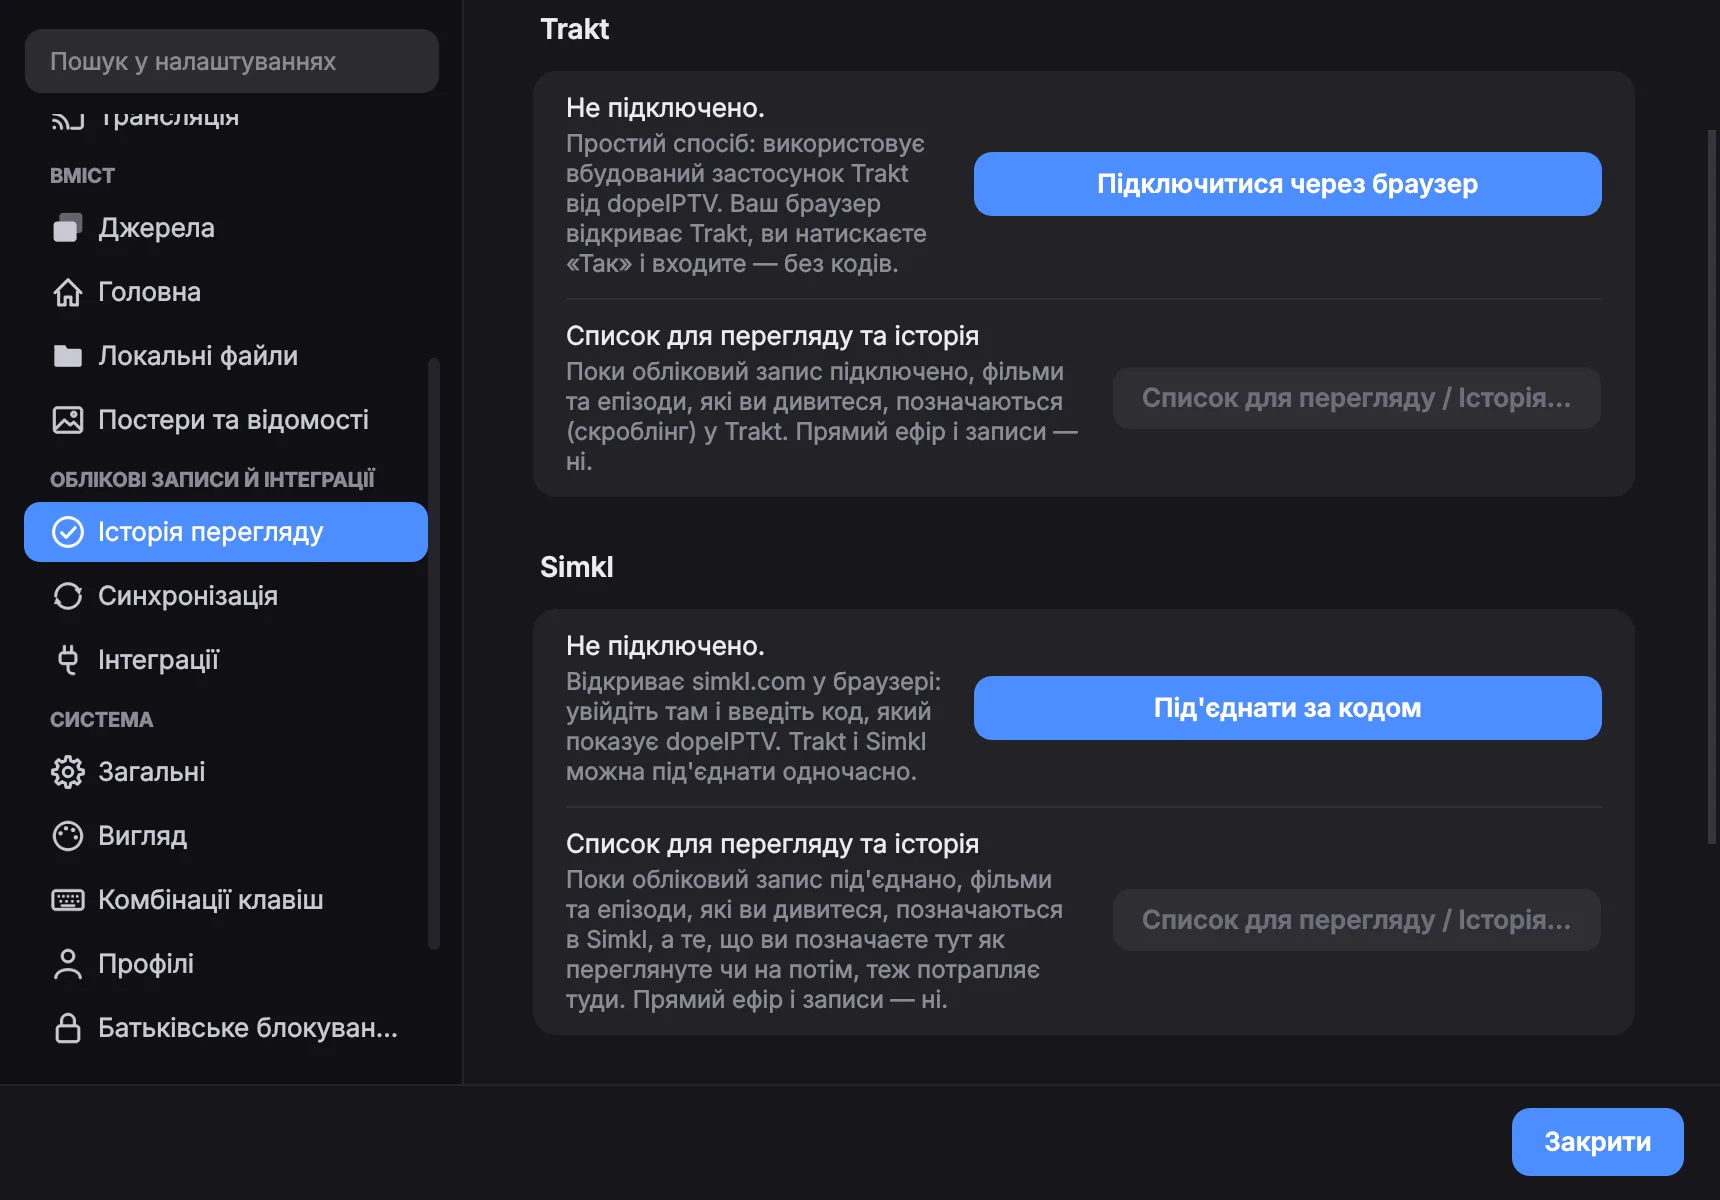 Пошук у налаштуваннях
Трансляція
ВМІСТ
Джерела
Головна
Локальні файли
Постери та відомості
ОБЛІКОВІ ЗАПИСИ Й ІНТЕГРАЦІЇ
Історія перегляду
Синхронізація
Інтеграції
СИСТЕМА
Загальні
Вигляд
Комбінації клавіш
Профілі
Батьківське блокуван...
Trakt
Не підключено.
Простий спосіб: використовує
вбудований застосунок Trakt
від dopeIPTV. Ваш браузер
відкриває Trakt, ви натискаєте
«Так» і входите — без кодів.
Підключитися через браузер
Список для перегляду та історія
Поки обліковий запис підключено, фільми
та епізоди, які ви дивитеся, позначаються
(скроблінг) у Trakt. Прямий ефір і записи —
ні.
Список для перегляду / Історія...
Simkl
Не підключено.
Відкриває simkl.com у браузері:
увійдіть там і введіть код, який
показує dopeIPTV. Trakt і Simkl
можна під'єднати одночасно.
Під'єднати за кодом
Список для перегляду та історія
Поки обліковий запис під'єднано, фільми
та епізоди, які ви дивитеся, позначаються
в Simkl, а те, що ви позначаєте тут як
переглянуте чи на потім, теж потрапляє
туди. Прямий ефір і записи — ні.
Список для перегляду / Історія...
Закрити